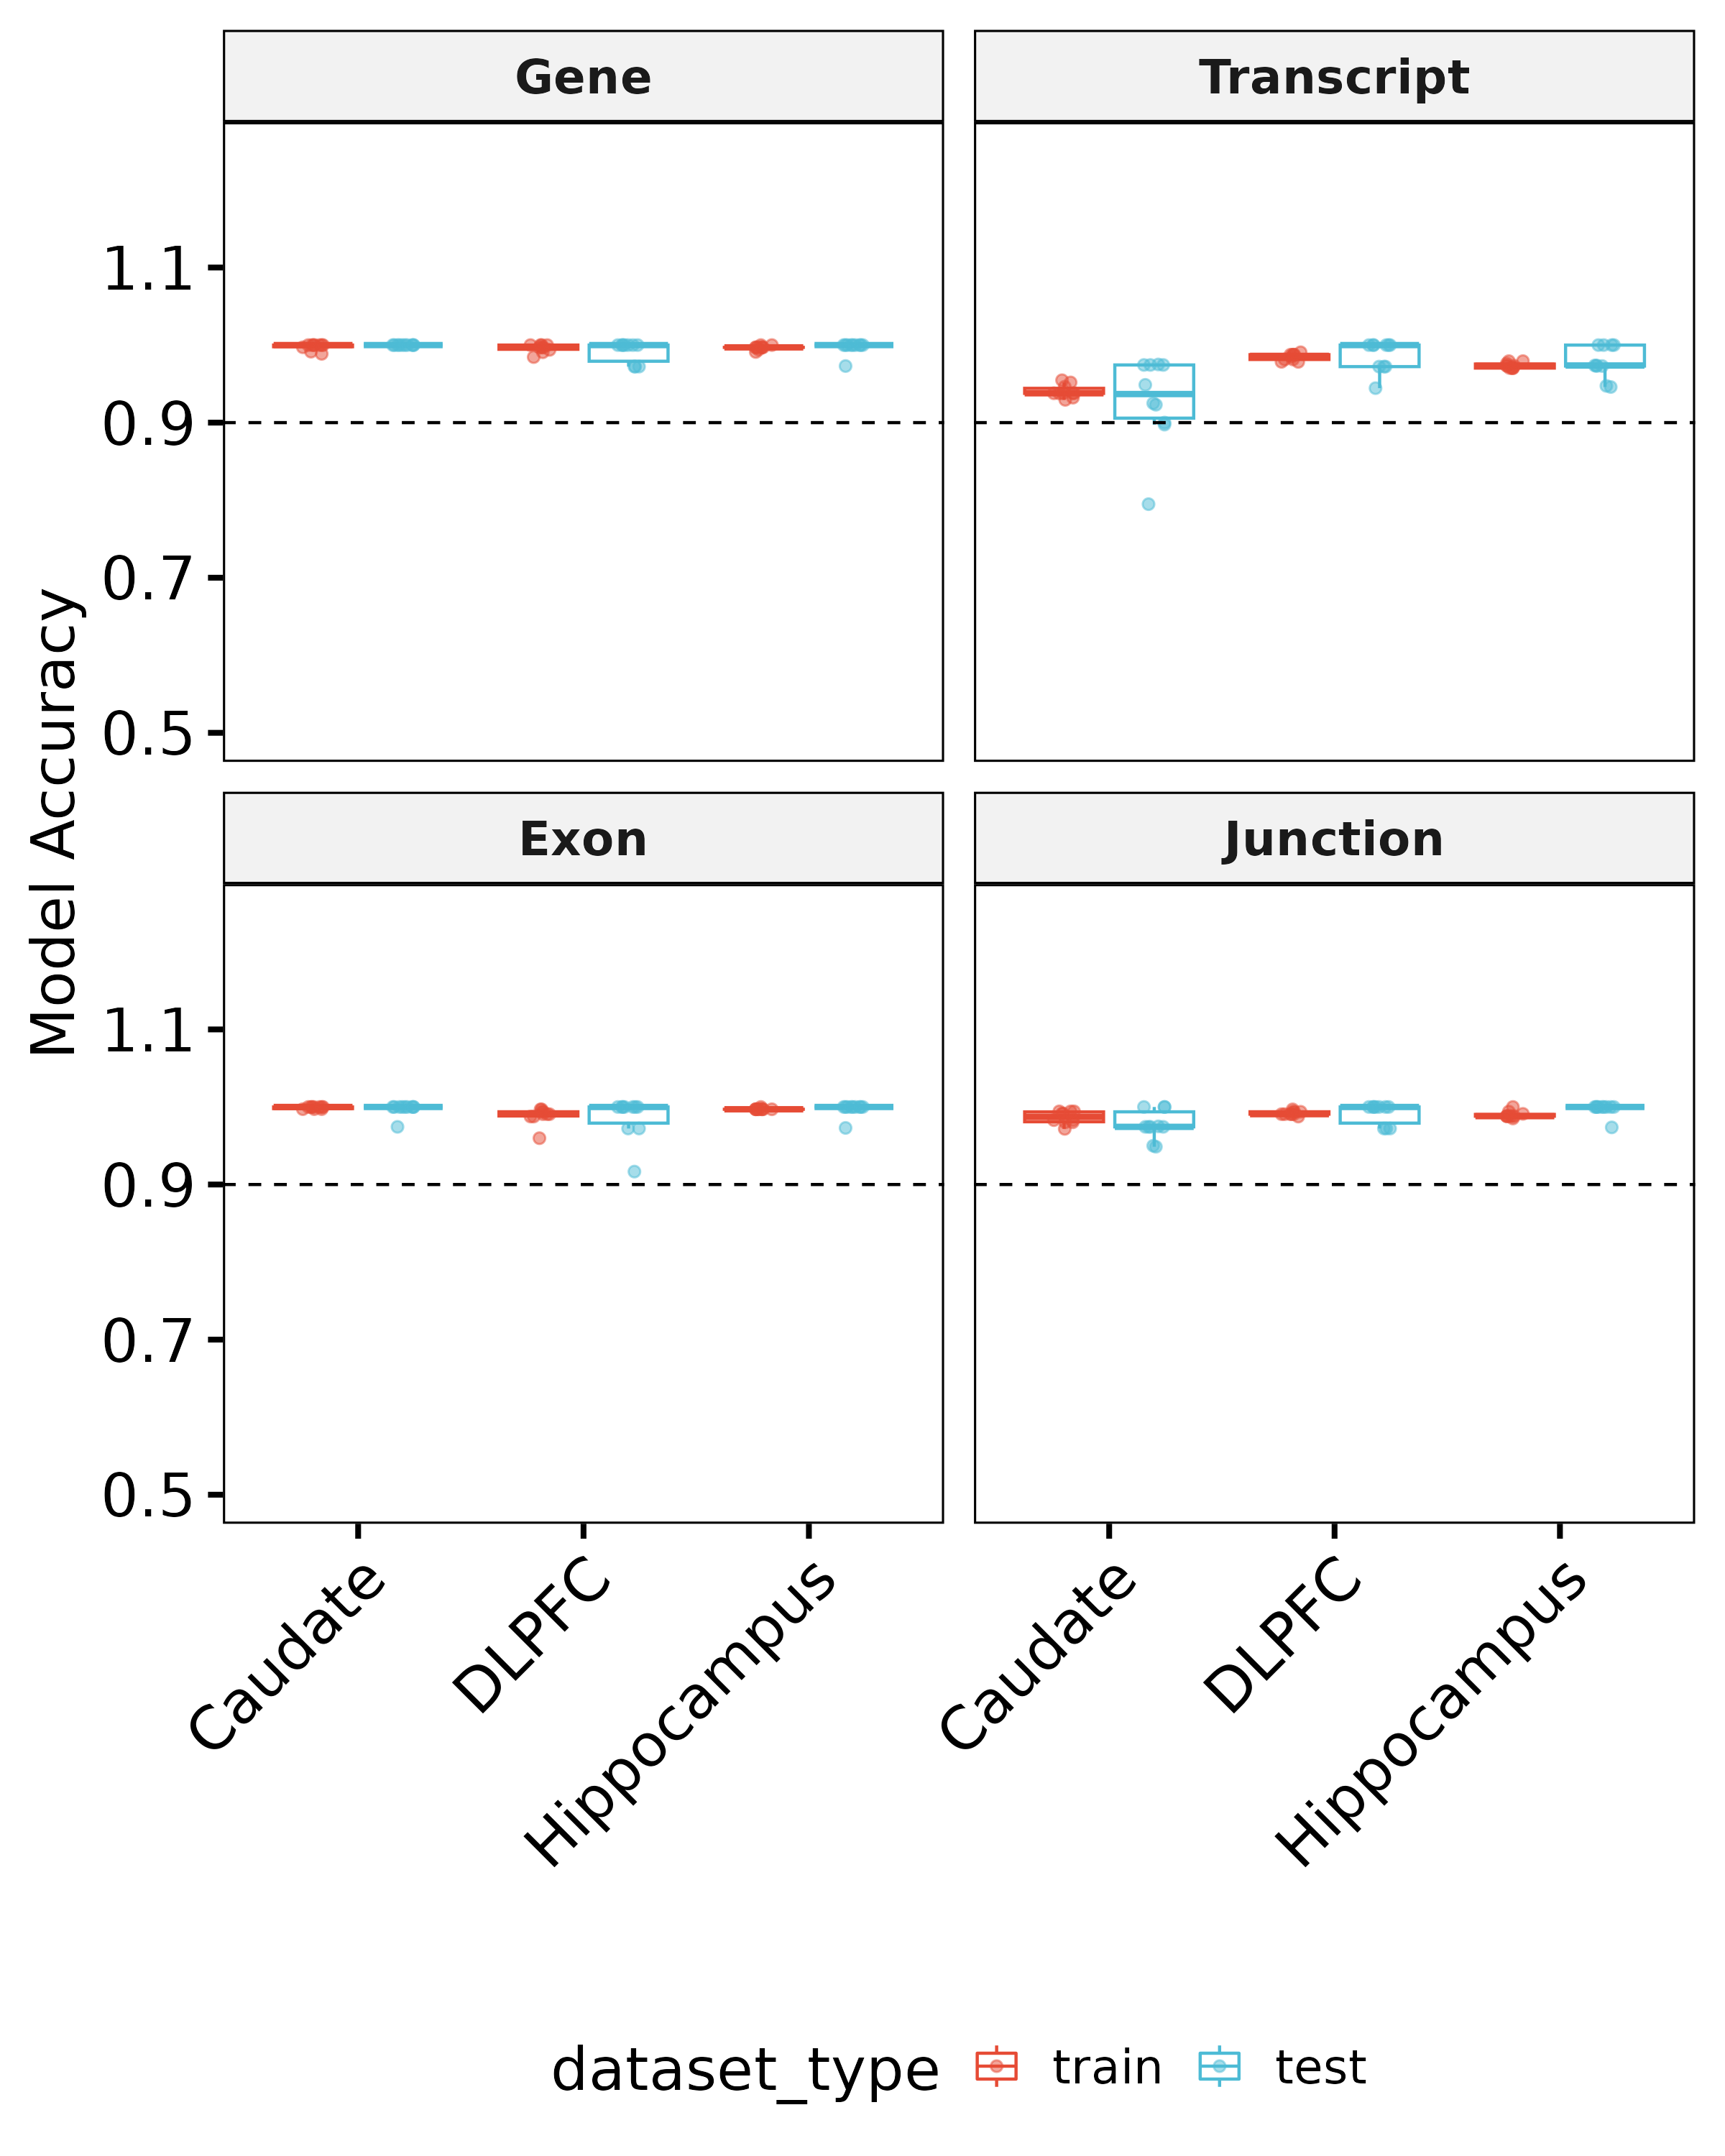 Gene
Transcript
1.1
0.9
0.7
0.5
Model Accuracy
Exon
Junction
1.1
0.9
0.7
0.5
Caudate
DLPFC
Hippocampus
Caudate
DLPFC
Hippocampus
dataset_type train test